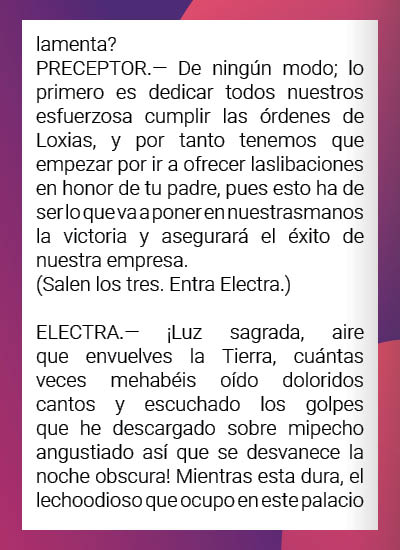 lamenta?
PRECEPTOR.— De ningún modo; lo
primero es dedicar todos nuestros
esfuerzosa cumplir las órdenes de
Loxias, y por tanto tenemos que
empezar por ir a ofrecer laslibaciones
en honor de tu padre, pues esto ha de
ser lo que va a poner en nuestrasmanos
la victoria y asegurará el éxito de
nuestra empresa.
(Salen los tres. Entra Electra.)

ELECTRA.— ¡Luz sagrada, aire
que envuelves la Tierra, cuántas
veces mehabéis oído doloridos
cantos y escuchado los golpes
que he descargado sobre mipecho
angustiado así que se desvanece la
noche obscura! Mientras esta dura, el
lechoodioso que ocupo en este palacio